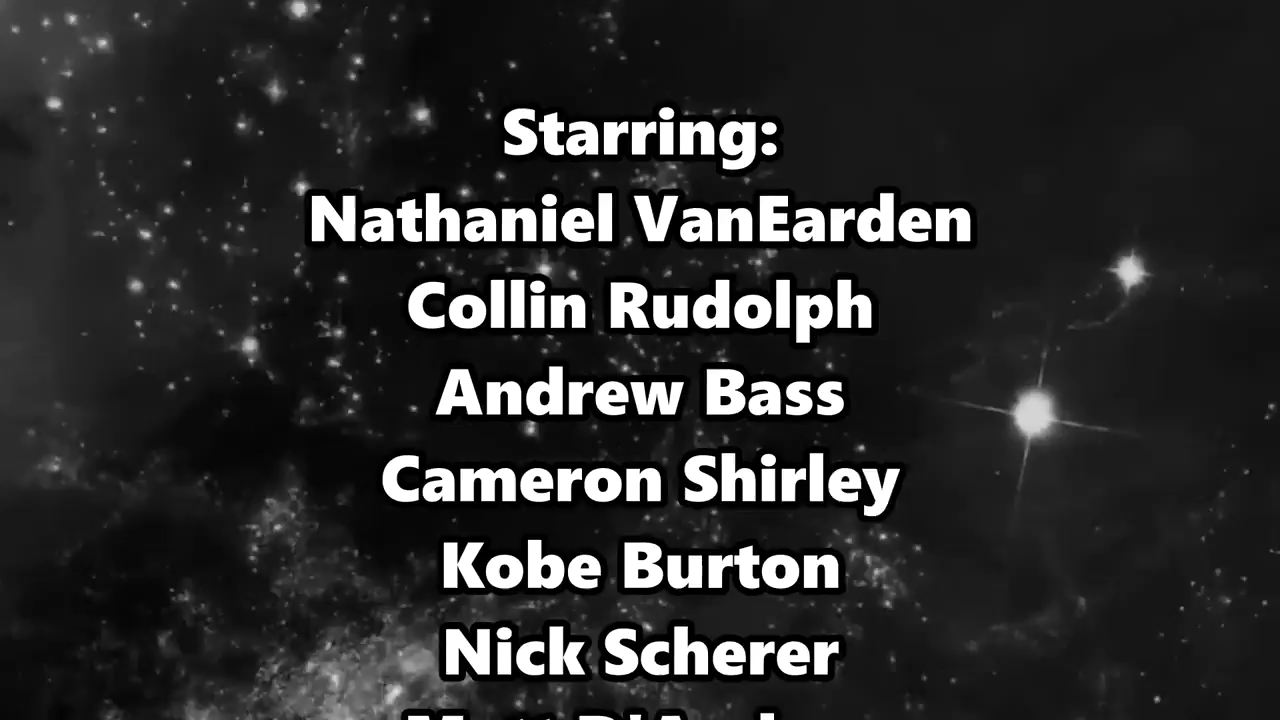 Starring:
Nathaniel VanEarden
Collin Rudolph
Andrew Bass
Cameron Shirley
Kobe Burton
Nick Scherer